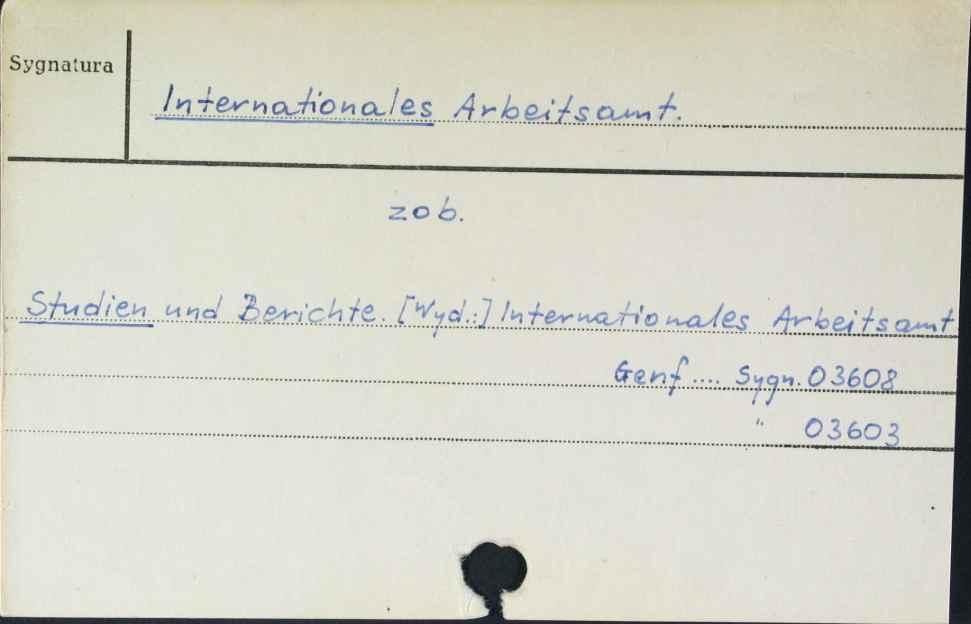 Sygnatura
Internationales Arbeitsamt.
zob.
Studien und Berichte. [Wyd.:] Internationales Arbeitsamt
Genf .... Sygn. 03608
" 03603